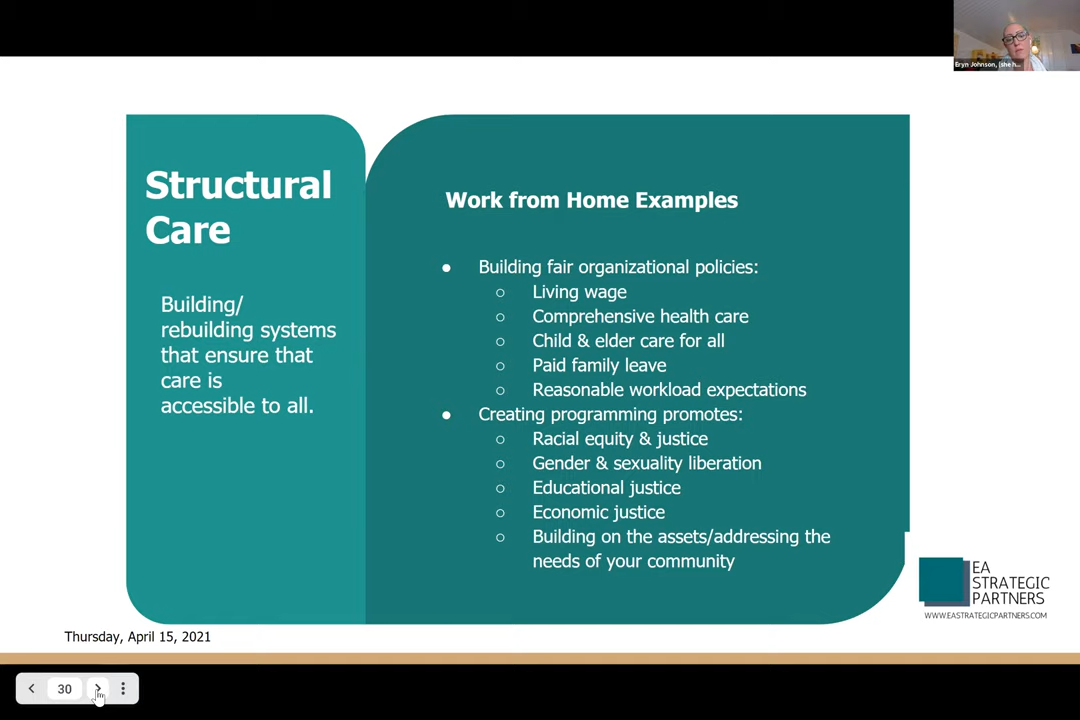 Eryn Johnson, (she h...
Structural
Care
Building/
rebuilding systems
that ensure that
care is
accessible to all.
Work from Home Examples
● Building fair organizational policies:
○ Living wage
○ Comprehensive health care
○ Child & elder care for all
○ Paid family leave
○ Reasonable workload expectations
● Creating programming promotes:
○ Racial equity & justice
○ Gender & sexuality liberation
○ Educational justice
○ Economic justice
○ Building on the assets/addressing the
needs of your community
EA
STRATEGIC
PARTNERS
WWW.EASTRATEGICPARTNERS.COM
Thursday, April 15, 2021
30